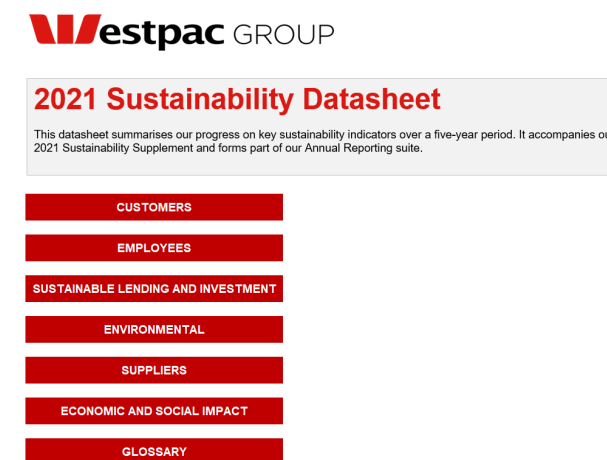 Westpac GROUP
2021 Sustainability Datasheet
This datasheet summarises our progress on key sustainability indicators over a five-year period. It accompanies
2021 Sustainability Supplement and forms part of our Annual Reporting suite.
CUSTOMERS
EMPLOYEES
SUSTAINABLE LENDING AND INVESTMENT
ENVIRONMENTAL
SUPPLIERS
ECONOMIC AND SOCIAL IMPACT
GLOSSARY